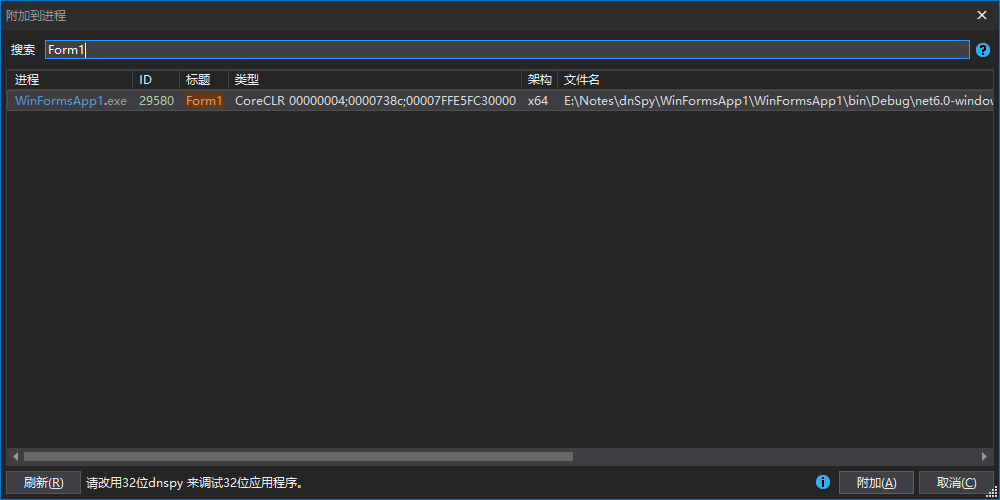 附加到进程
搜索 Form1
进程 ID 标题 类型 架构 文件名
WinFormsApp1.exe 29580 Form1 CoreCLR 00000004;0000738c;00007FFE5FC30000 x64 E:\Notes\dnSpy\WinFormsApp1\WinFormsApp1\bin\Debug\net6.0-window
刷新(R) 请改用32位dnspy 来调试32位应用程序。 附加(A) 取消(C)